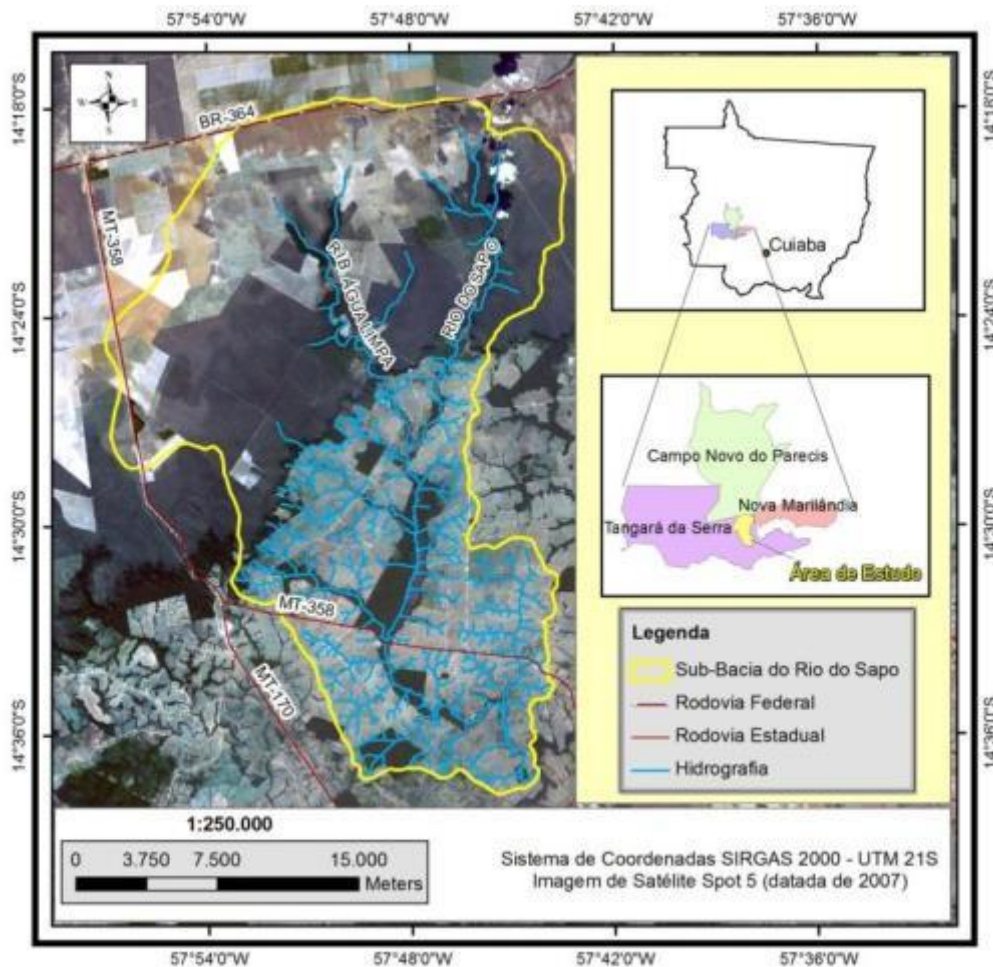 57°54'0"W 57°48'0"W 57°42'0"W 57°36'0"W
14°18'0"S
14°24'0"S
14°30'0"S
14°36'0"S
N
W E
S
BR-364
MT-358
RIB ÁGUA LIMPA
RIO DO SAPO
MT-358
MT-170
Cuiaba
Campo Novo do Parecis
Nova Marilândia
Tangará da Serra
Área de Estudo
Legenda
Sub-Bacia do Rio do Sapo
Rodovia Federal
Rodovia Estadual
Hidrografia
14°18'0"S
14°24'0"S
14°30'0"S
14°36'0"S
1:250.000
0 3.750 7.500 15.000
Meters
Sistema de Coordenadas SIRGAS 2000 - UTM 21S
Imagem de Satélite Spot 5 (datada de 2007)
57°54'0"W 57°48'0"W 57°42'0"W 57°36'0"W